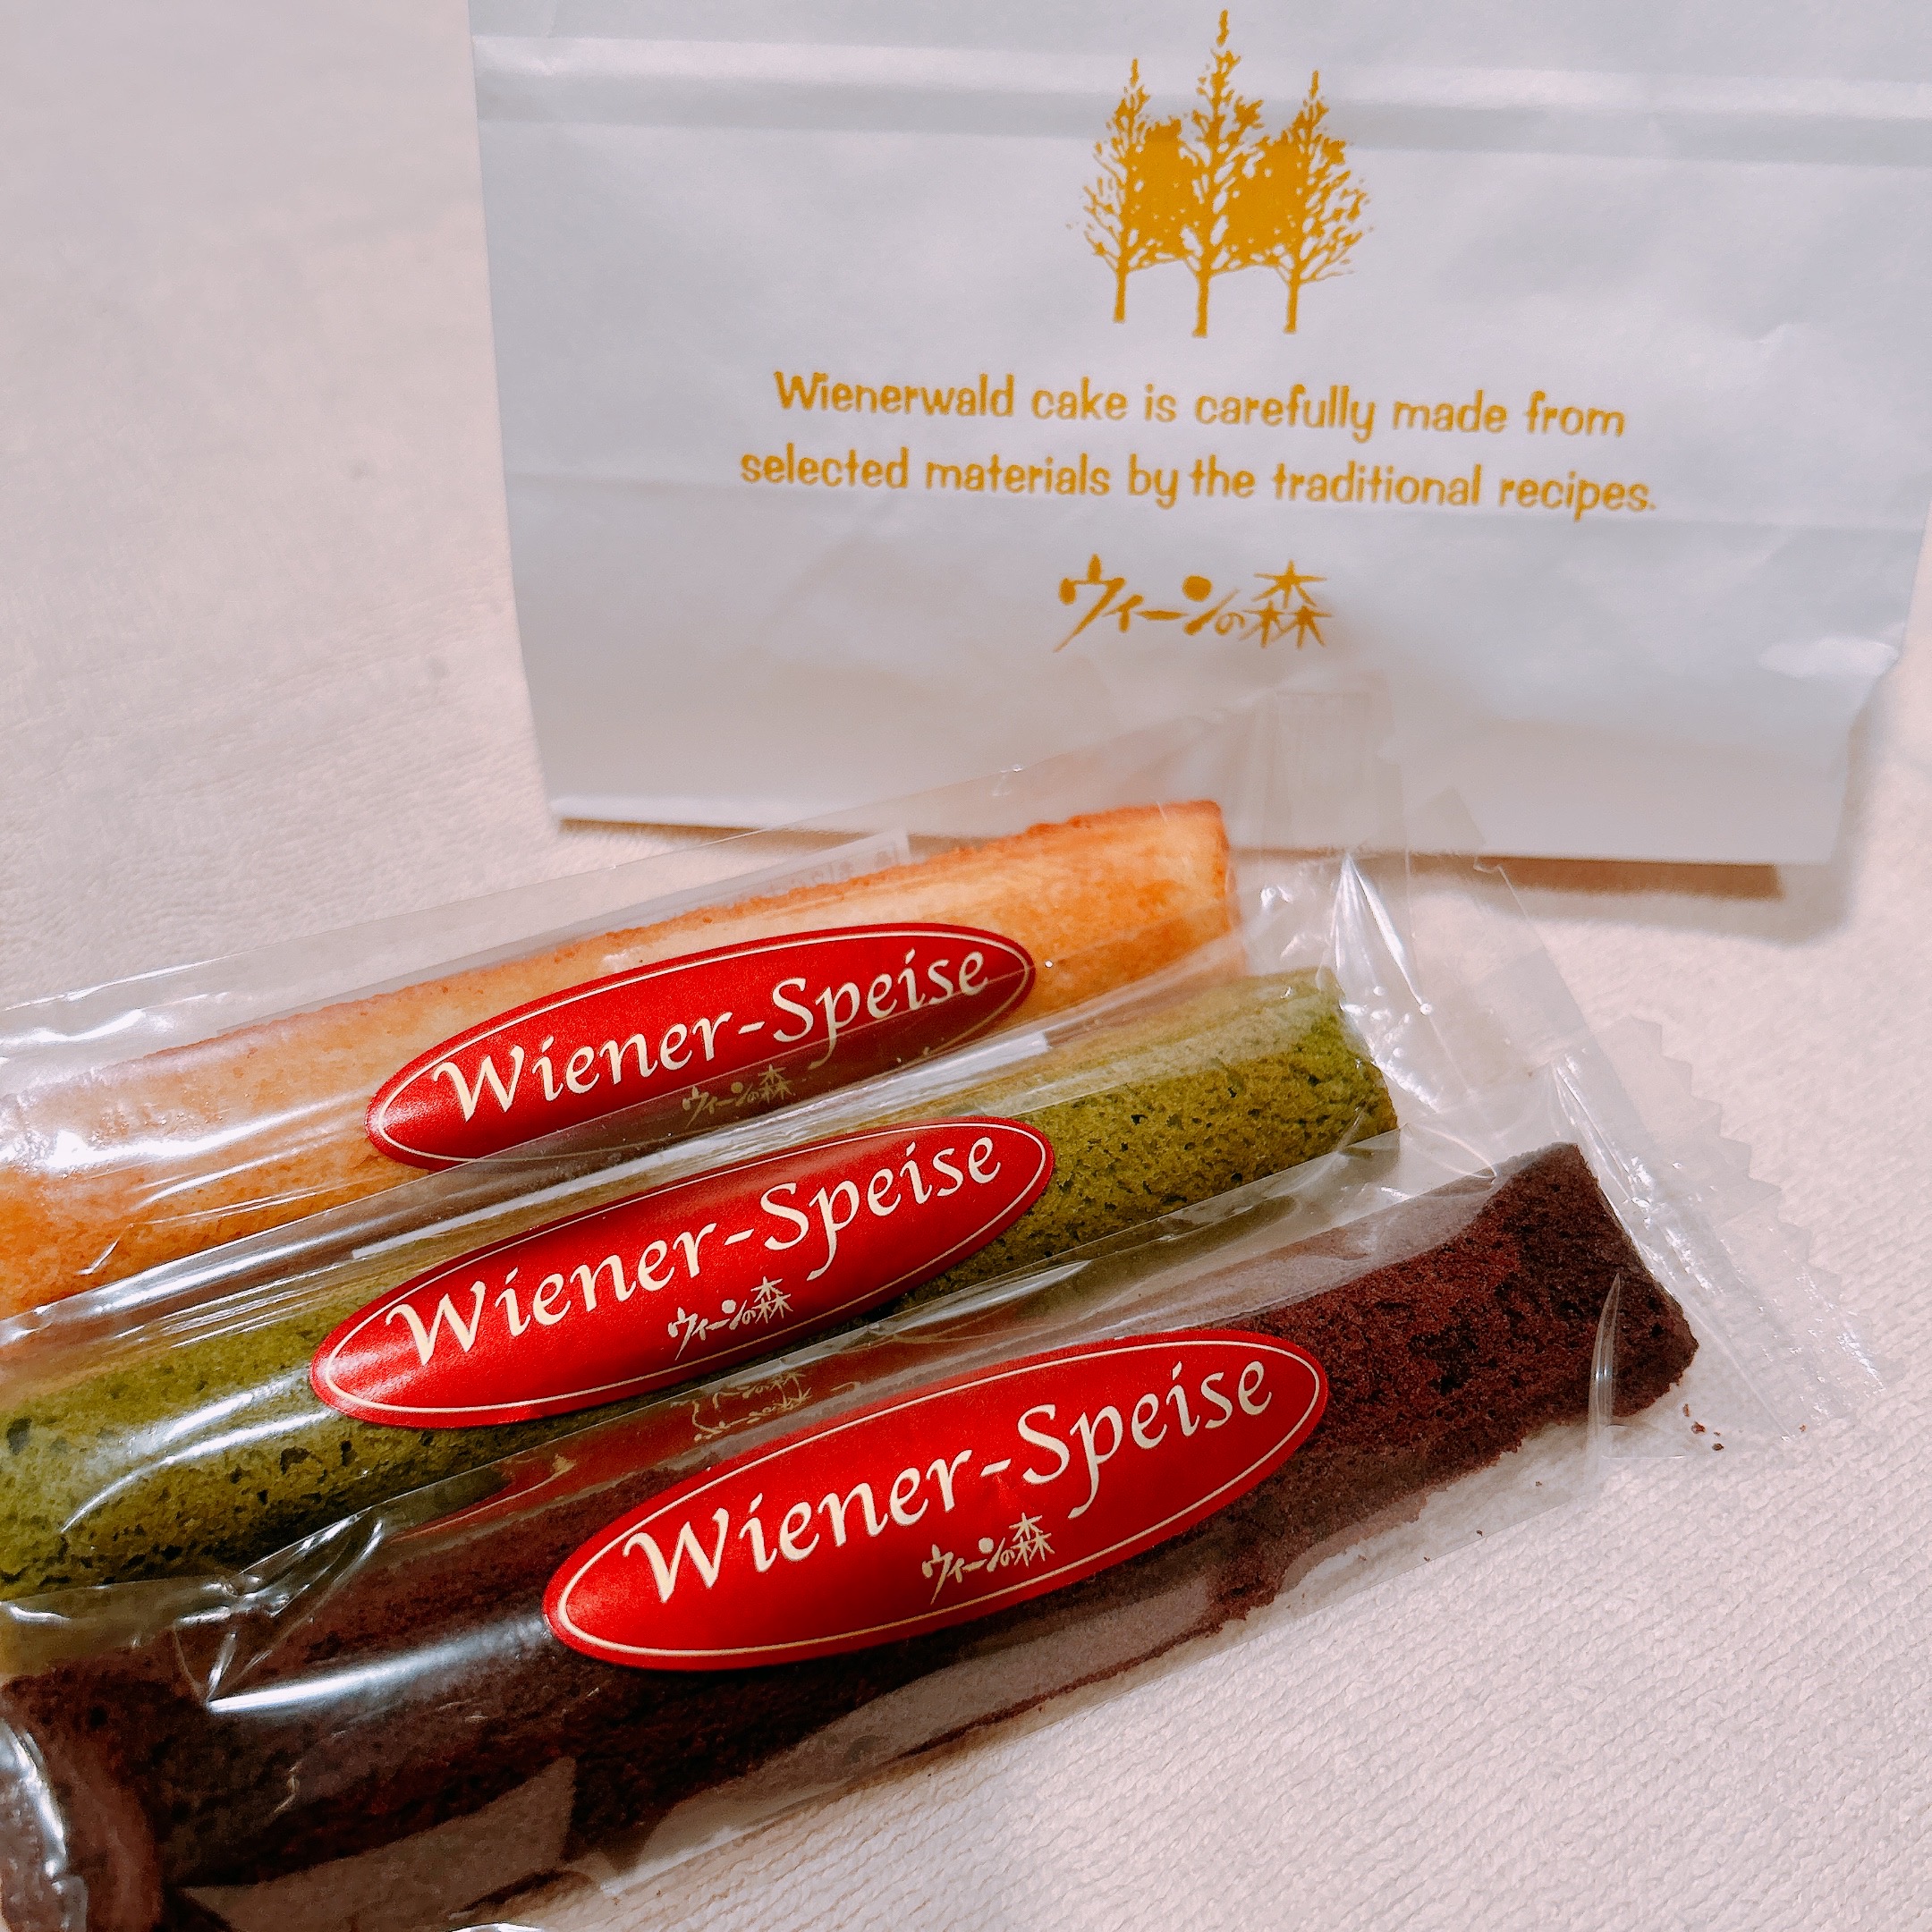 Wienerwald cake is carefully made from
selected materials by the traditional recipes.
ウィーンの森
Wiener-Speise
ウィーンの森
Wiener-Speise
ウィーンの森
Wiener-Speise
ウィーンの森